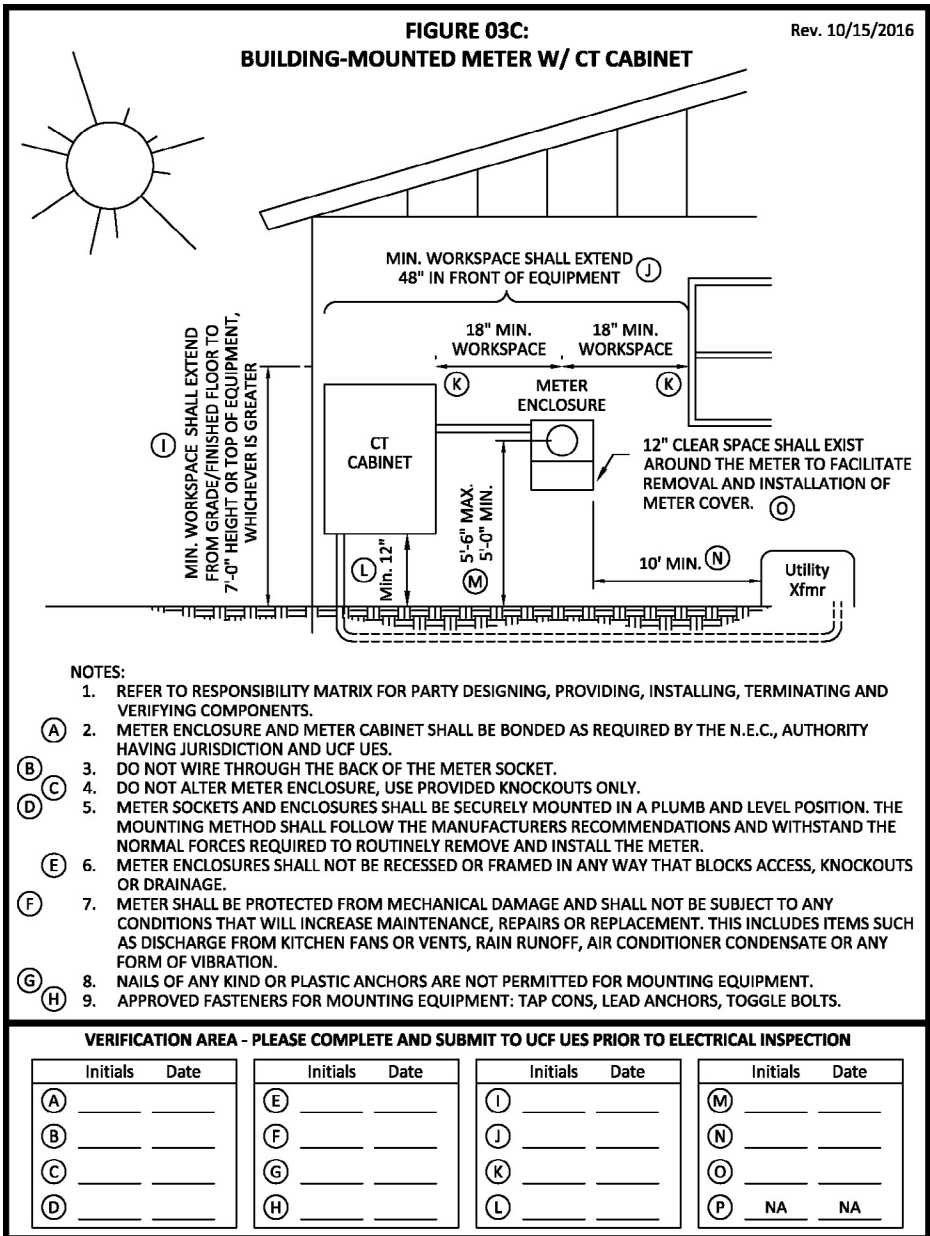 FIGURE 03C:
BUILDING-MOUNTED METER W/ CT CABINET
Rev. 10/15/2016
MIN. WORKSPACE SHALL EXTEND
48" IN FRONT OF EQUIPMENT
J
18" MIN.
WORKSPACE
18" MIN.
WORKSPACE
K
K
I
MIN. WORKSPACE SHALL EXTEND
FROM GRADE/FINISHED FLOOR TO
7'-0" HEIGHT OR TOP OF EQUIPMENT,
WHICHEVER IS GREATER
METER
ENCLOSURE
CT
CABINET
12" CLEAR SPACE SHALL EXIST
AROUND THE METER TO FACILITATE
REMOVAL AND INSTALLATION OF
METER COVER. O
L
Min. 12"
M
5'-6" MAX.
5'-0" MIN.
10' MIN. N
Utility
Xfmr
NOTES:
1. REFER TO RESPONSIBILITY MATRIX FOR PARTY DESIGNING, PROVIDING, INSTALLING, TERMINATING AND
VERIFYING COMPONENTS.
A 2. METER ENCLOSURE AND METER CABINET SHALL BE BONDED AS REQUIRED BY THE N.E.C., AUTHORITY
HAVING JURISDICTION AND UCF UES.
B 3. DO NOT WIRE THROUGH THE BACK OF THE METER SOCKET.
C 4. DO NOT ALTER METER ENCLOSURE, USE PROVIDED KNOCKOUTS ONLY.
D 5. METER SOCKETS AND ENCLOSURES SHALL BE SECURELY MOUNTED IN A PLUMB AND LEVEL POSITION. THE
MOUNTING METHOD SHALL FOLLOW THE MANUFACTURERS RECOMMENDATIONS AND WITHSTAND THE
NORMAL FORCES REQUIRED TO ROUTINELY REMOVE AND INSTALL THE METER.
E 6. METER ENCLOSURES SHALL NOT BE RECESSED OR FRAMED IN ANY WAY THAT BLOCKS ACCESS, KNOCKOUTS
OR DRAINAGE.
F 7. METER SHALL BE PROTECTED FROM MECHANICAL DAMAGE AND SHALL NOT BE SUBJECT TO ANY
CONDITIONS THAT WILL INCREASE MAINTENANCE, REPAIRS OR REPLACEMENT. THIS INCLUDES ITEMS SUCH
AS DISCHARGE FROM KITCHEN FANS OR VENTS, RAIN RUNOFF, AIR CONDITIONER CONDENSATE OR ANY
FORM OF VIBRATION.
G 8. NAILS OF ANY KIND OR PLASTIC ANCHORS ARE NOT PERMITTED FOR MOUNTING EQUIPMENT.
H 9. APPROVED FASTENERS FOR MOUNTING EQUIPMENT: TAP CONS, LEAD ANCHORS, TOGGLE BOLTS.
VERIFICATION AREA - PLEASE COMPLETE AND SUBMIT TO UCF UES PRIOR TO ELECTRICAL INSPECTION
Initials Date
A
B
C
D
Initials Date
E
F
G
H
Initials Date
I
J
K
L
Initials Date
M
N
O
P NA NA